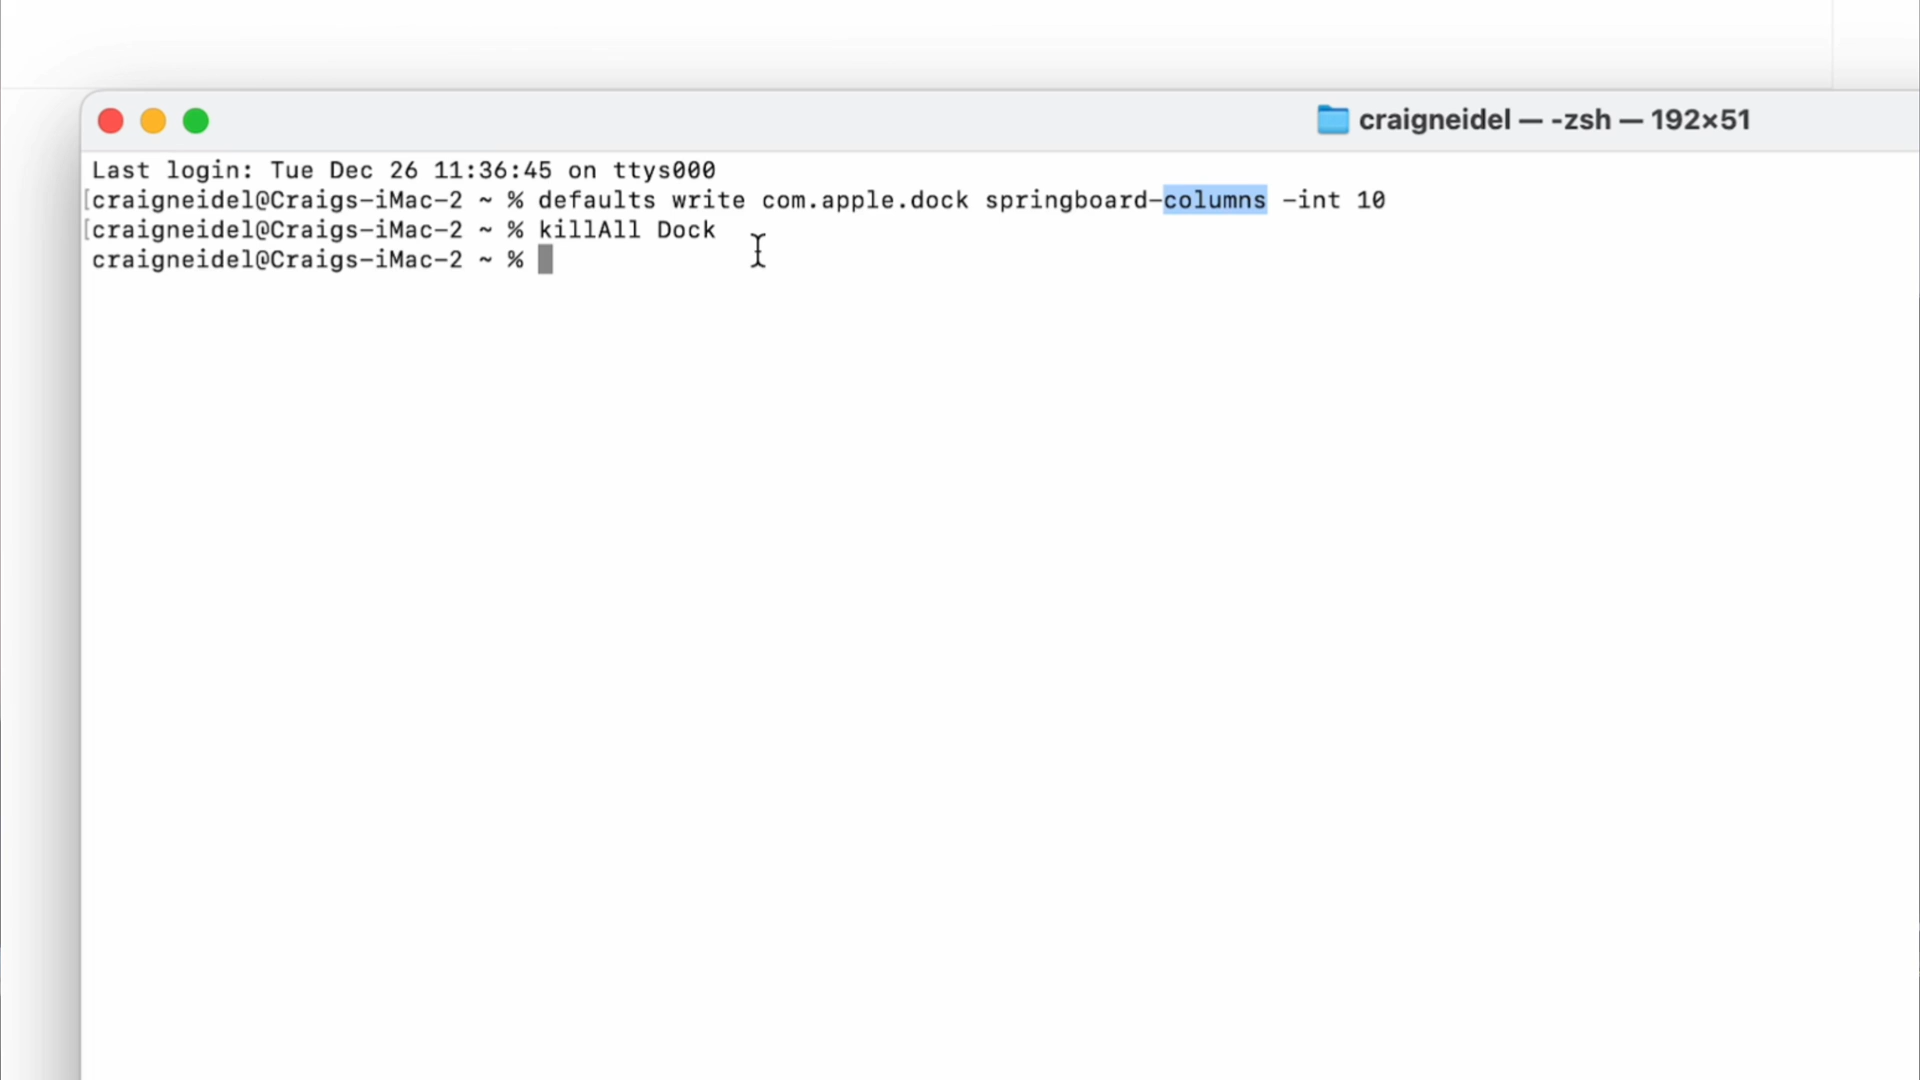 craigneidel — -zsh — 192×51
Last login: Tue Dec 26 11:36:45 on ttys000
[craigneidel@Craigs-iMac-2 ~ % defaults write com.apple.dock springboard-columns -int 10
[craigneidel@Craigs-iMac-2 ~ % killAll Dock
craigneidel@Craigs-iMac-2 ~ %